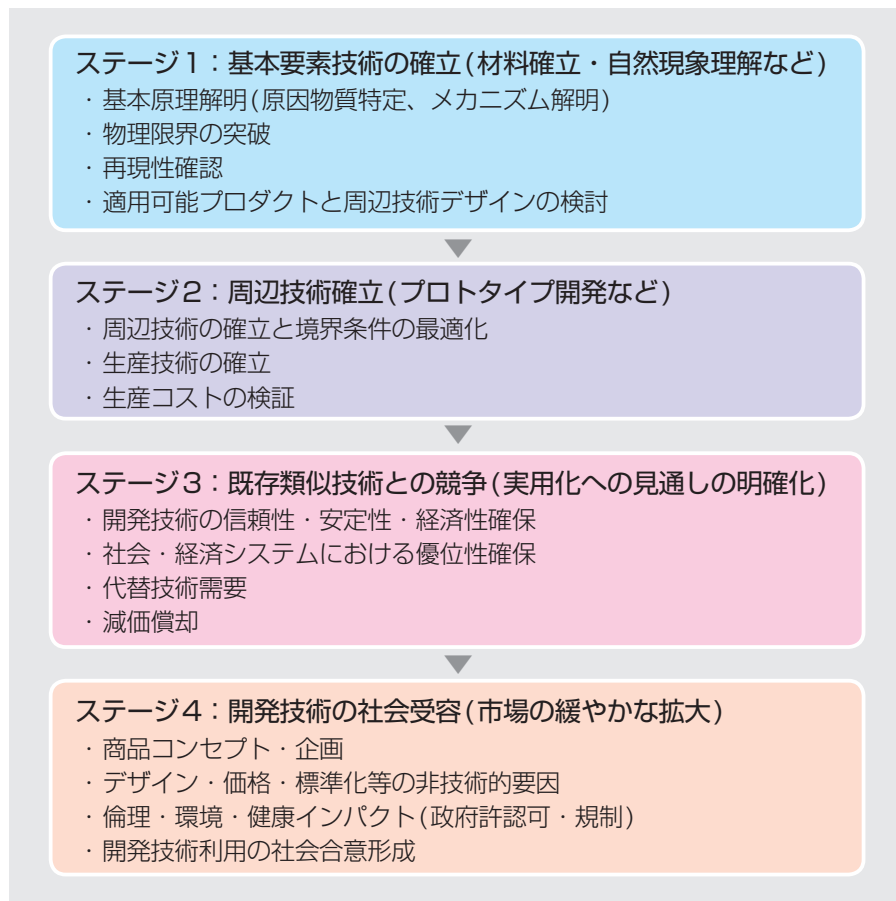 ステージ1：基本要素技術の確立(材料確立・自然現象理解など)
・基本原理解明(原因物質特定、メカニズム解明)
・物理限界の突破
・再現性確認
・適用可能プロダクトと周辺技術デザインの検討
ステージ2：周辺技術確立(プロトタイプ開発など)
・周辺技術の確立と境界条件の最適化
・生産技術の確立
・生産コストの検証
ステージ3：既存類似技術との競争(実用化への見通しの明確化)
・開発技術の信頼性・安定性・経済性確保
・社会・経済システムにおける優位性確保
・代替技術需要
・減価償却
ステージ4：開発技術の社会受容(市場の緩やかな拡大)
・商品コンセプト・企画
・デザイン・価格・標準化等の非技術的要因
・倫理・環境・健康インパクト(政府許認可・規制)
・開発技術利用の社会合意形成